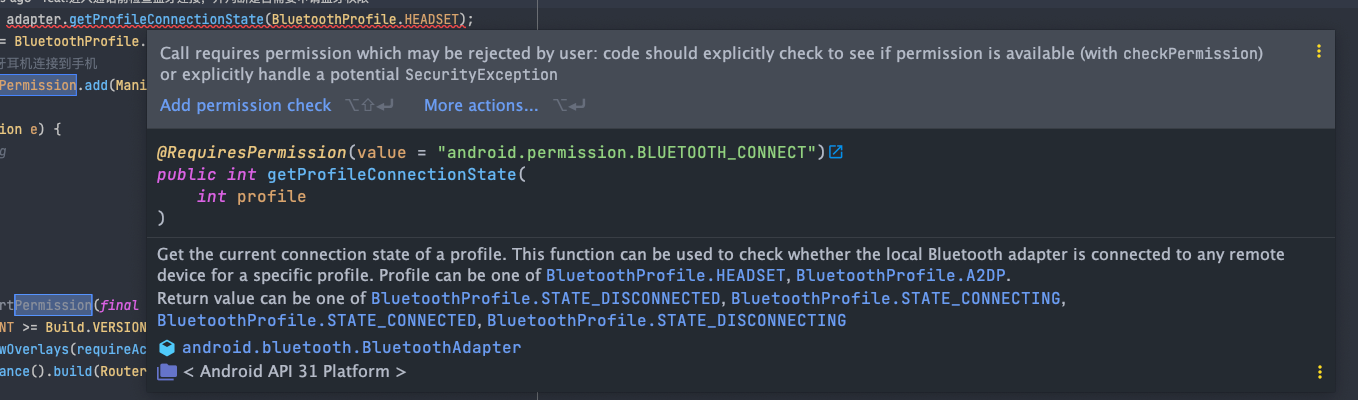 adapter.getProfileConnectionState(BluetoothProfile.HEADSET);
= BluetoothProfile.
Call requires permission which may be rejected by user: code should explicitly check to see if permission is available (with checkPermission)
牙耳机连接到手机
or explicitly handle a potential SecurityException
Permission.add(Mani
Add permission check ⌥⇧↩ More actions... ⌥↩
ion e) {
g
@RequiresPermission(value = "android.permission.BLUETOOTH_CONNECT")
public int getProfileConnectionState(
int profile
)
Get the current connection state of a profile. This function can be used to check whether the local Bluetooth adapter is connected to any remote
device for a specific profile. Profile can be one of BluetoothProfile.HEADSET, BluetoothProfile.A2DP.
Return value can be one of BluetoothProfile.STATE_DISCONNECTED, BluetoothProfile.STATE_CONNECTING,
BluetoothProfile.STATE_CONNECTED, BluetoothProfile.STATE_DISCONNECTING
rtPermission(final
NT >= Build.VERSION
wOverlays(requireAc
ance().build(Router
android.bluetooth.BluetoothAdapter
< Android API 31 Platform >